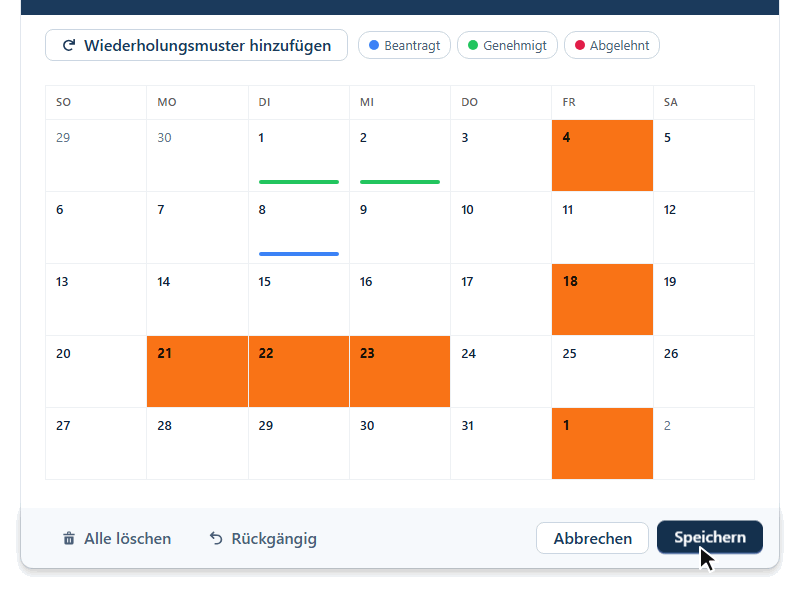 Wiederholungsmuster hinzufügen Beantragt Genehmigt Abgelehnt
SO MO DI MI DO FR SA
29 30 1 2 3 4 5
6 7 8 9 10 11 12
13 14 15 16 17 18 19
20 21 22 23 24 25 26
27 28 29 30 31 1 2
Alle löschen Rückgängig Abbrechen Speichern